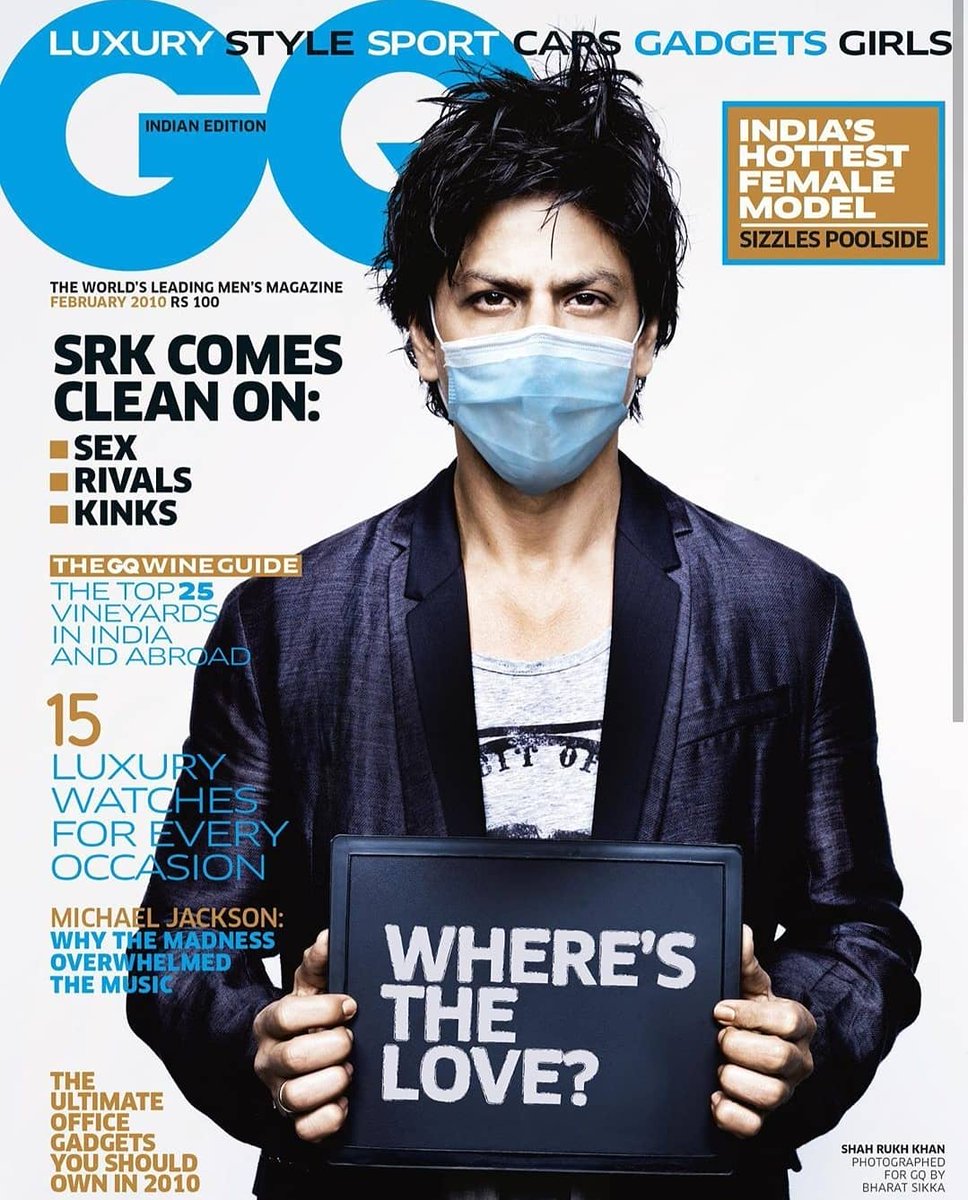 GQ
LUXURY STYLE SPORT CARS GADGETS GIRLS
INDIAN EDITION
INDIA'S
HOTTEST
FEMALE
MODEL
SIZZLES POOLSIDE
THE WORLD'S LEADING MEN'S MAGAZINE
FEBRUARY 2010 RS 100
SRK COMES
CLEAN ON:
SEX
RIVALS
KINKS
THE GQ WINE GUIDE
THE TOP 25
VINEYARDS
IN INDIA
AND ABROAD
15
LUXURY
WATCHES
FOR EVERY
OCCASION
MICHAEL JACKSON:
WHY THE MADNESS
OVERWHELMED
THE MUSIC
THE
ULTIMATE
OFFICE
GADGETS
YOU SHOULD
OWN IN 2010
OF
WHERE'S
THE
LOVE?
SHAH RUKH KHAN
PHOTOGRAPHED
FOR GQ BY
BHARAT SIKKA